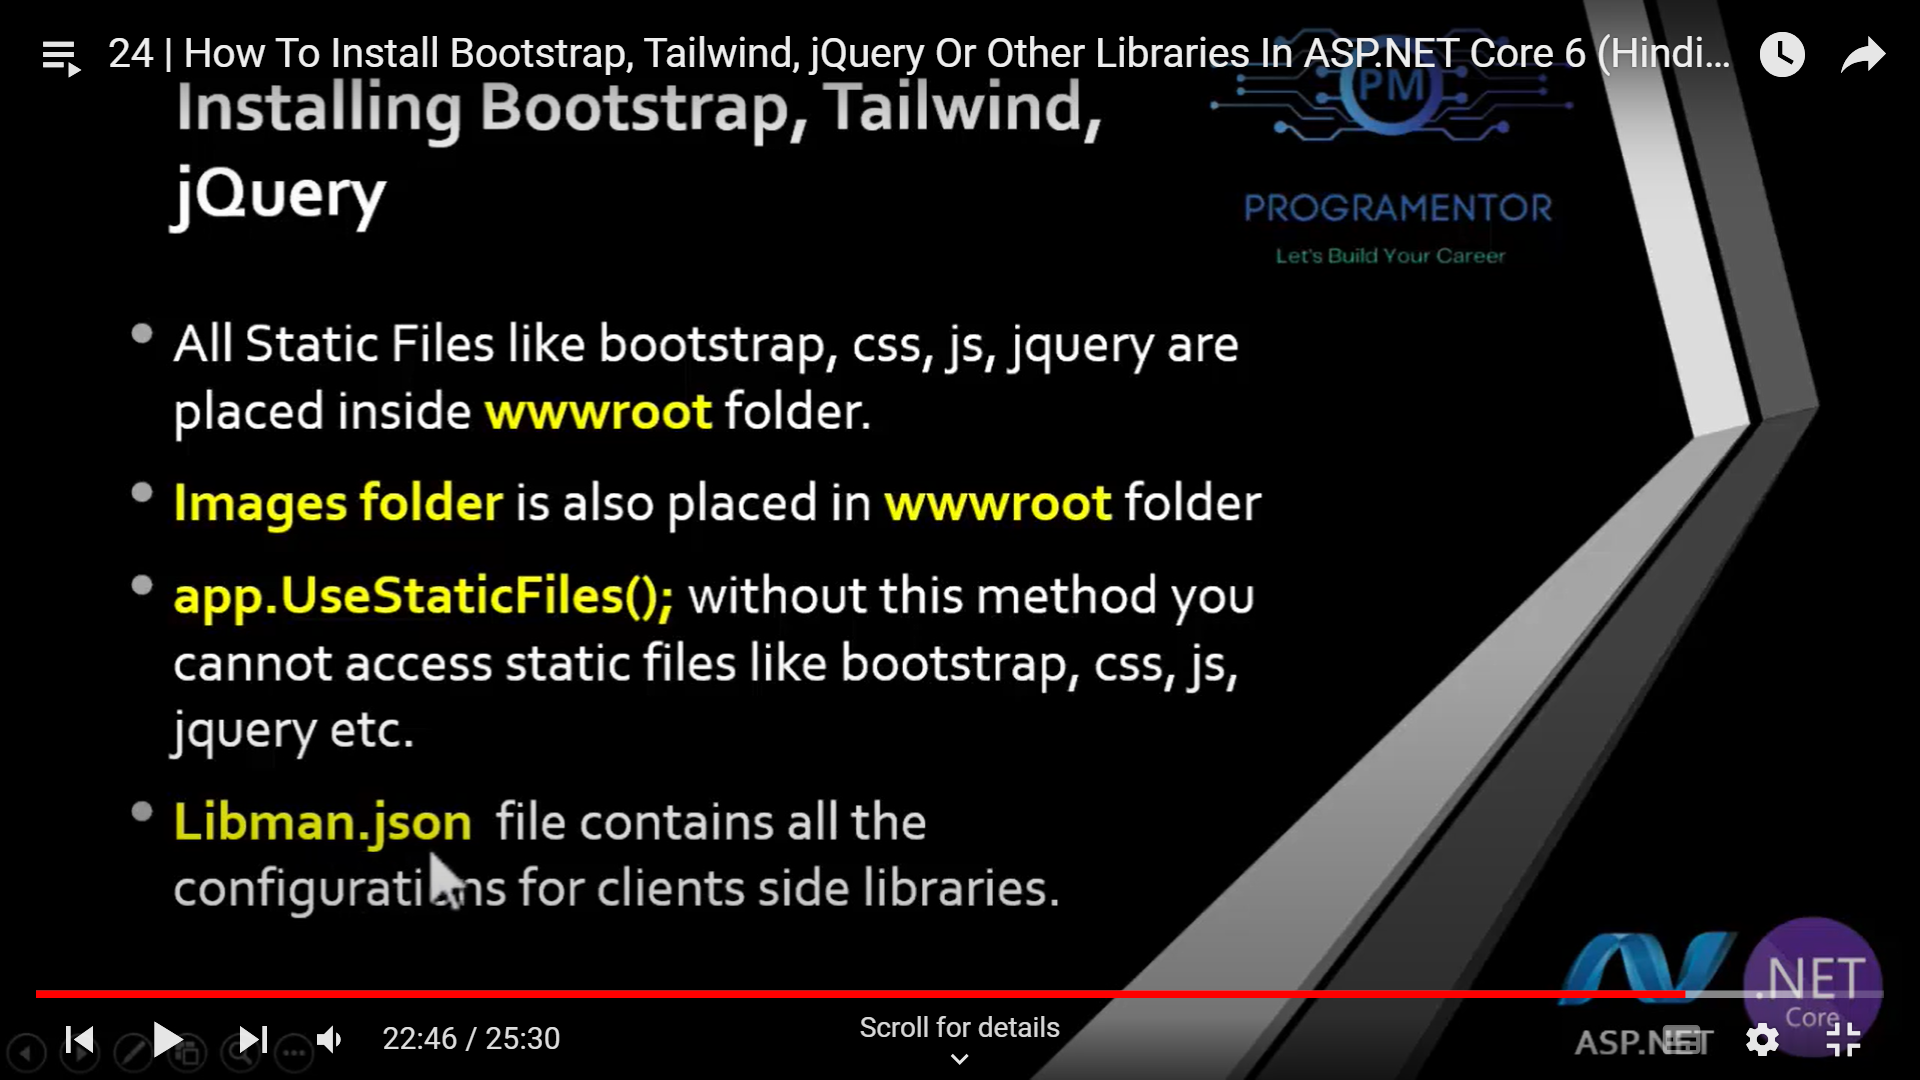 24 | How To Install Bootstrap, Tailwind, jQuery Or Other Libraries In ASP.NET Core 6 (Hindi...
Installing Bootstrap, Tailwind,
jQuery
PM
PROGRAMENTOR
Let's Build Your Career
All Static Files like bootstrap, css, js, jquery are
placed inside wwwroot folder.
Images folder is also placed in wwwroot folder
app.UseStaticFiles(); without this method you
cannot access static files like bootstrap, css, js,
jquery etc.
Libman.json file contains all the
configurations for clients side libraries.
.NET
Core
ASP.NET
22:46 / 25:30
Scroll for details